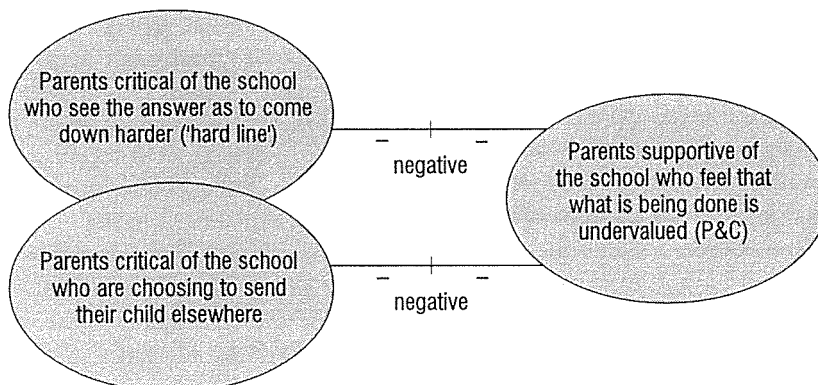 Parents critical of the school
who see the answer as to come
down harder ('hard line')
– –
negative
Parents supportive of
the school who feel that
what is being done is
undervalued (P&C)
Parents critical of the school
who are choosing to send
their child elsewhere
– –
negative